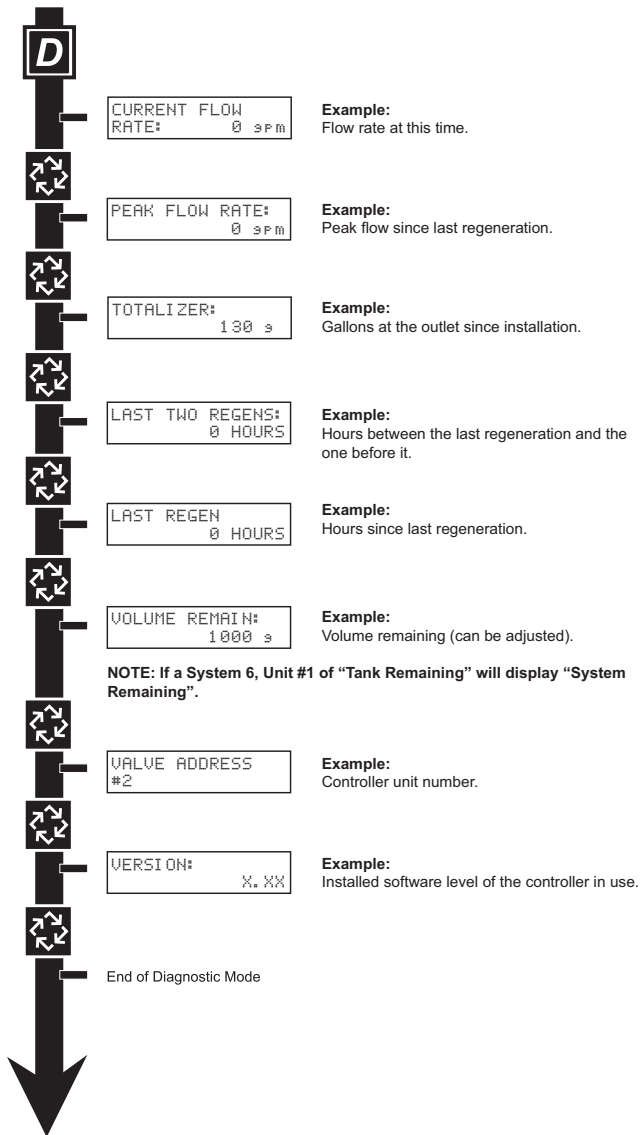 D
CURRENT FLOW
RATE: 0 gpm
Example:
Flow rate at this time.
PEAK FLOW RATE:
0 gpm
Example:
Peak flow since last regeneration.
TOTALIZER:
130 g
Example:
Gallons at the outlet since installation.
LAST TWO REGENS:
0 HOURS
Example:
Hours between the last regeneration and the
one before it.
LAST REGEN
0 HOURS
Example:
Hours since last regeneration.
VOLUME REMAIN:
1000 g
Example:
Volume remaining (can be adjusted).
NOTE: If a System 6, Unit #1 of “Tank Remaining” will display “System
Remaining”.
VALVE ADDRESS
#2
Example:
Controller unit number.
VERSION:
X.XX
Example:
Installed software level of the controller in use.
End of Diagnostic Mode